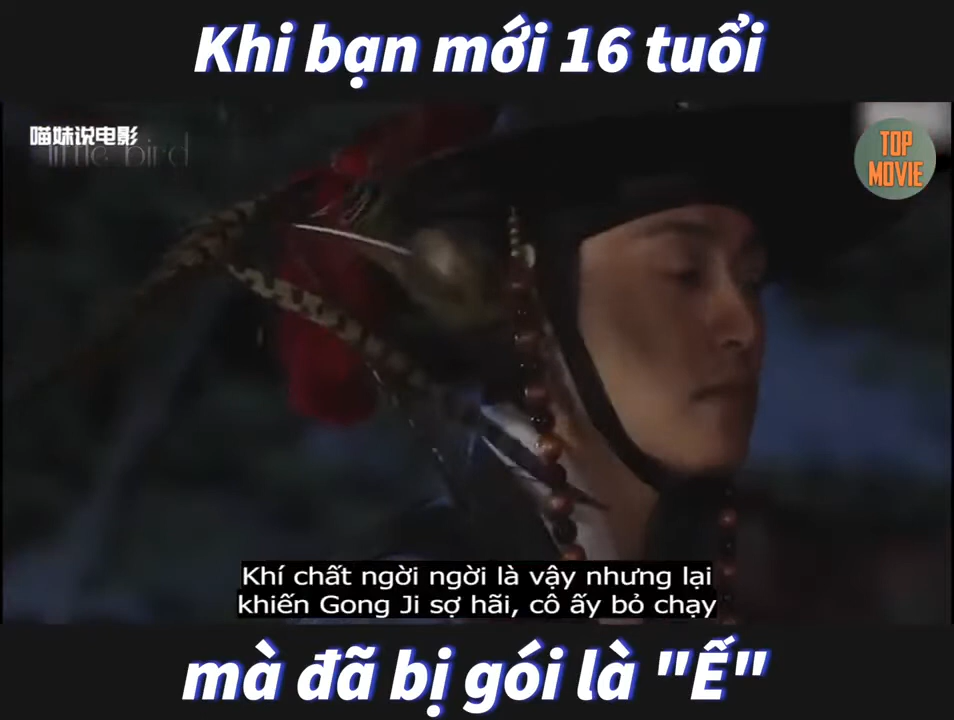 Khi bạn mới 16 tuổi
喵妹说电影
little bird
TOP
MOVIE
Khí chất ngời ngời là vậy nhưng lại
khiến Gong Ji sợ hãi, cô ấy bỏ chạy
mà đã bị gói là "Ế"